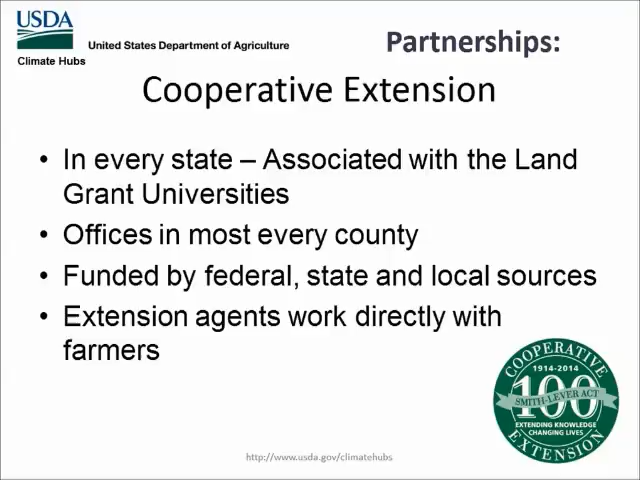 USDA
United States Department of Agriculture
Climate Hubs
Partnerships:
Cooperative Extension
• In every state – Associated with the Land
Grant Universities
• Offices in most every county
• Funded by federal, state and local sources
• Extension agents work directly with
farmers
COOPERATIVE
1914-2014
100
SMITH-LEVER ACT
EXTENDING KNOWLEDGE
CHANGING LIVES
EXTENSION
http://www.usda.gov/climatehubs